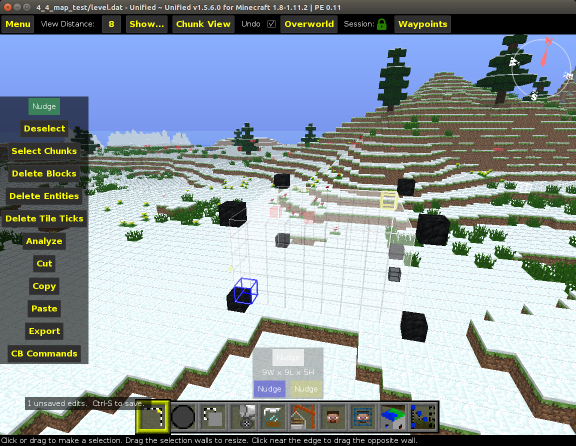 4_4_map_test/level.dat - Unified ~ Unified v1.5.6.0 for Minecraft 1.8-1.11.2 | PE 0.11
Menu View Distance: 8 Show... Chunk View Undo Overworld Session: Waypoints
Nudge
Deselect
Select Chunks
Delete Blocks
Delete Entities
Delete Tile Ticks
Analyze
Cut
Copy
Paste
Export
CB Commands
Nudge
9W x 9L x 5H
Nudge Nudge
1 unsaved edits. Ctrl-S to save.
Click or drag to make a selection. Drag the selection walls to resize. Click near the edge to drag the opposite wall.